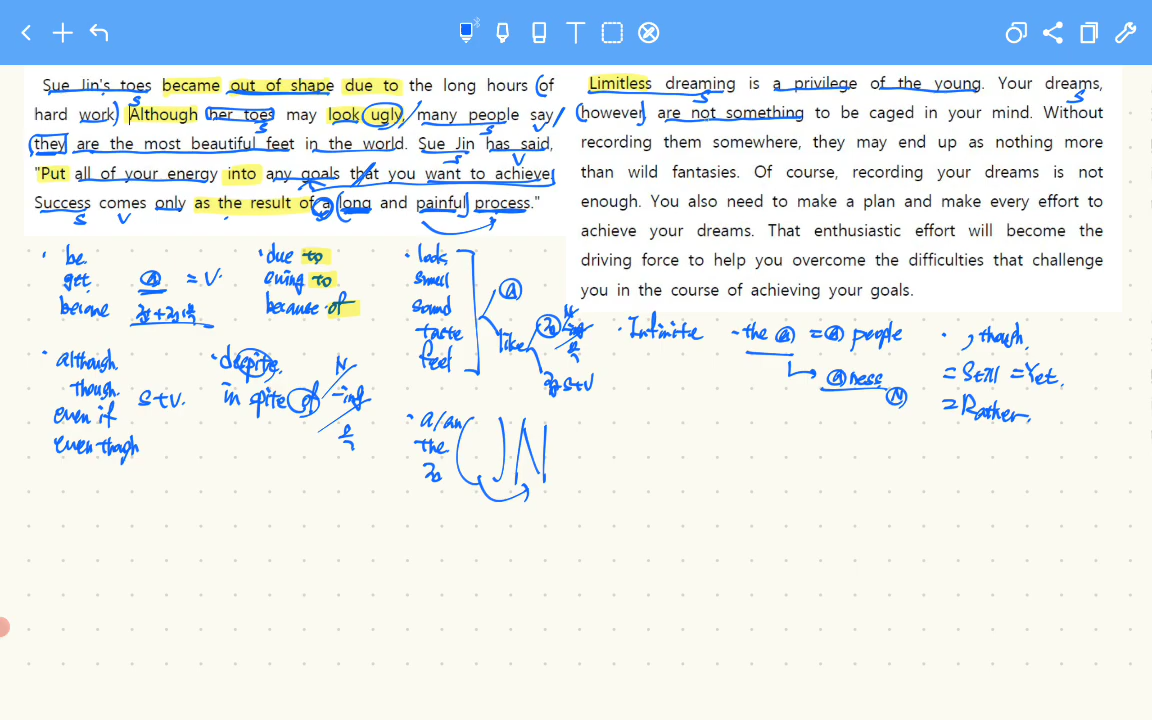 Sue Jin's toes became out of shape due to the long hours of
hard work. Although her toes may look ugly, many people say
they are the most beautiful feet in the world. Sue Jin has said,
"Put all of your energy into any goals that you want to achieve.
Success comes only as the result of a long and painful process."
Limitless dreaming is a privilege of the young. Your dreams,
however, are not something to be caged in your mind. Without
recording them somewhere, they may end up as nothing more
than wild fantasies. Of course, recording your dreams is not
enough. You also need to make a plan and make every effort to
achieve your dreams. That enthusiastic effort will become the
driving force to help you overcome the difficulties that challenge
you in the course of achieving your goals.
be
get
become
= V
due to
owing to
because of
look
smell
sound
taste
feel
like
S+V
although
though
even if
even though
S+V.
despite
in spite of
N
-ing
a/an
the
N
Infinite
- the ⓐ = ⓐ people
ⓐness
N
, though
= Still = Yet.
= Rather